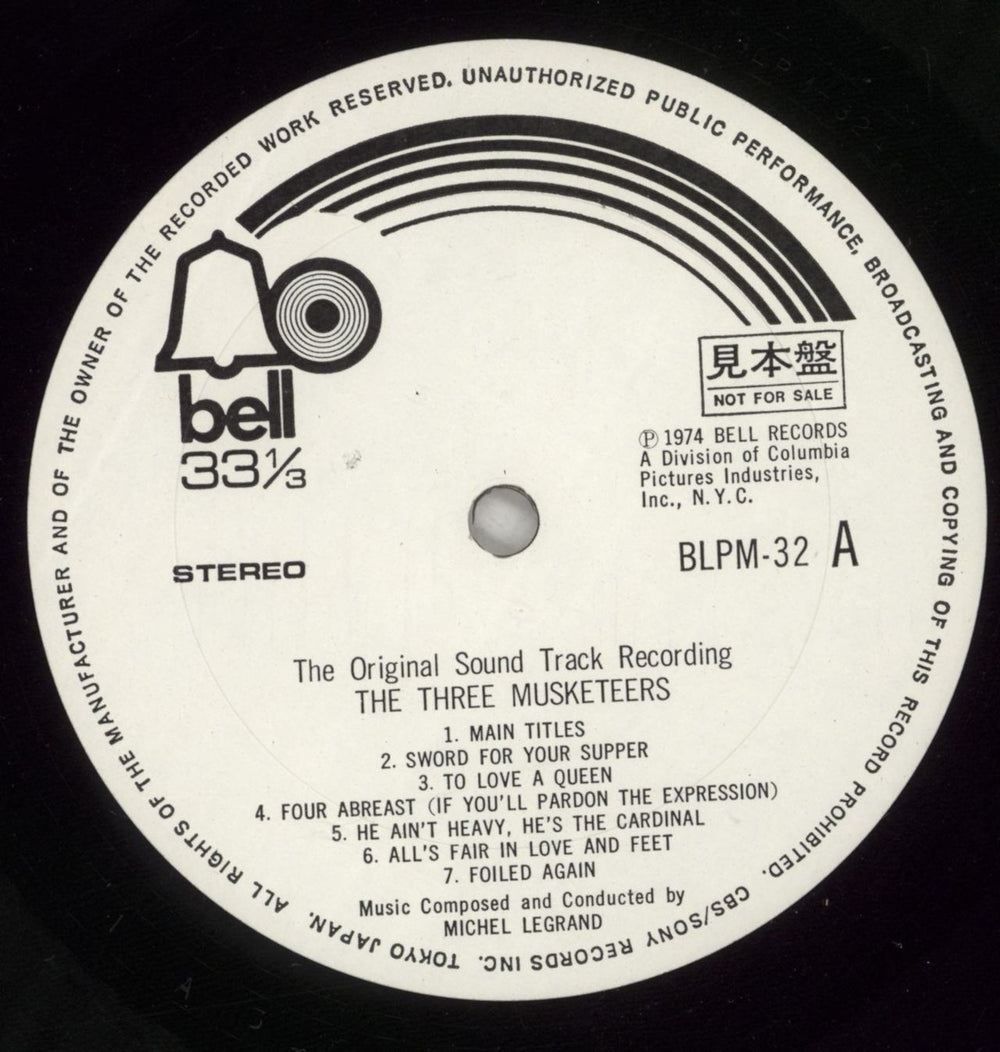 ALL RIGHTS OF THE MANUFACTURER AND OF THE OWNER OF THE RECORDED WORK RESERVED. UNAUTHORIZED PUBLIC PERFORMANCE, BROADCASTING AND COPYING OF THIS RECORD PROHIBITED. CBS/SONY RECORDS INC. TOKYO JAPAN.
bell
33⅓
STEREO
見本盤
NOT FOR SALE
Ⓟ 1974 BELL RECORDS
A Division of Columbia
Pictures Industries,
Inc., N.Y.C.
BLPM-32 A
The Original Sound Track Recording
THE THREE MUSKETEERS
1. MAIN TITLES
2. SWORD FOR YOUR SUPPER
3. TO LOVE A QUEEN
4. FOUR ABREAST (IF YOU'LL PARDON THE EXPRESSION)
5. HE AIN'T HEAVY, HE'S THE CARDINAL
6. ALL'S FAIR IN LOVE AND FEET
7. FOILED AGAIN
Music Composed and Conducted by
MICHEL LEGRAND